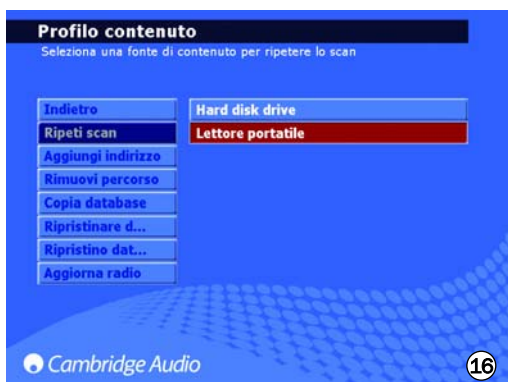 Profilo contenuto
Seleziona una fonte di contenuto per ripetere lo scan
Indietro
Hard disk drive
Ripeti scan
Lettore portatile
Aggiungi indirizzo
Rimuovi percorso
Copia database
Ripristinare d...
Ripristino dat...
Aggiorna radio
Cambridge Audio
16